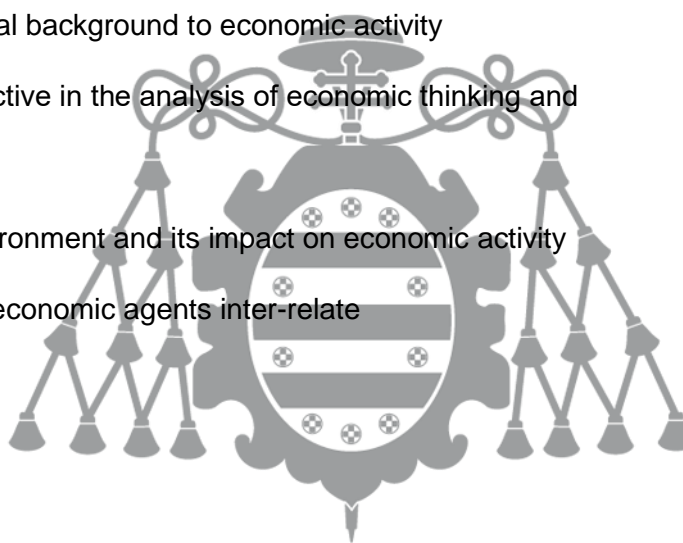 al background to economic activity
ctive in the analysis of economic thinking and
ironment and its impact on economic activity
economic agents inter-relate